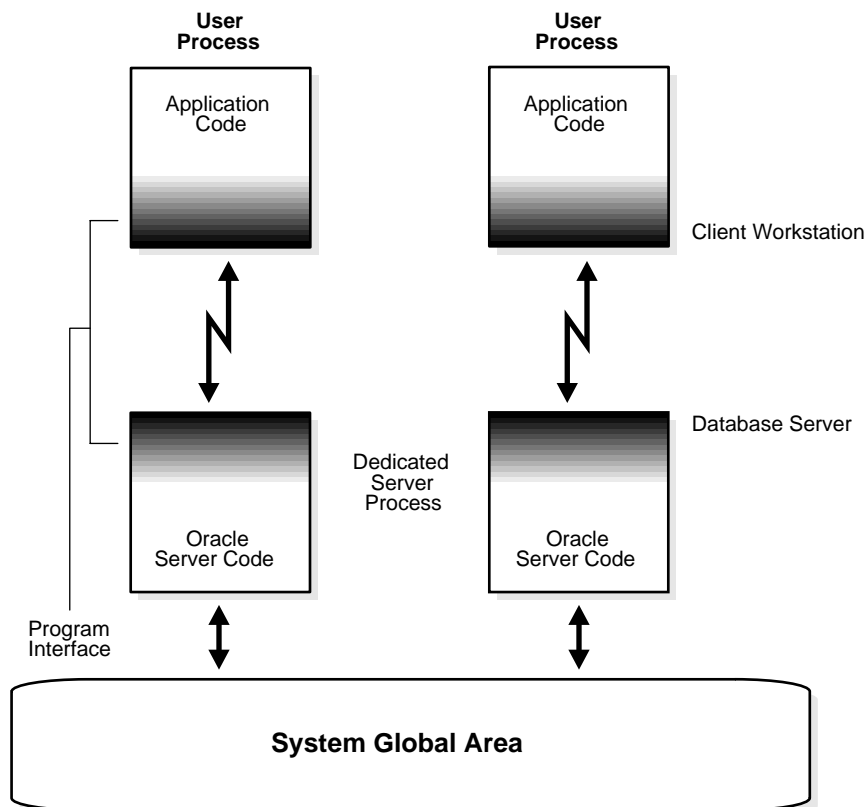 User
Process
User
Process
Application
Code
Application
Code
Client Workstation
Database Server
Dedicated
Server
Process
Oracle
Server Code
Oracle
Server Code
Program
Interface
System Global Area